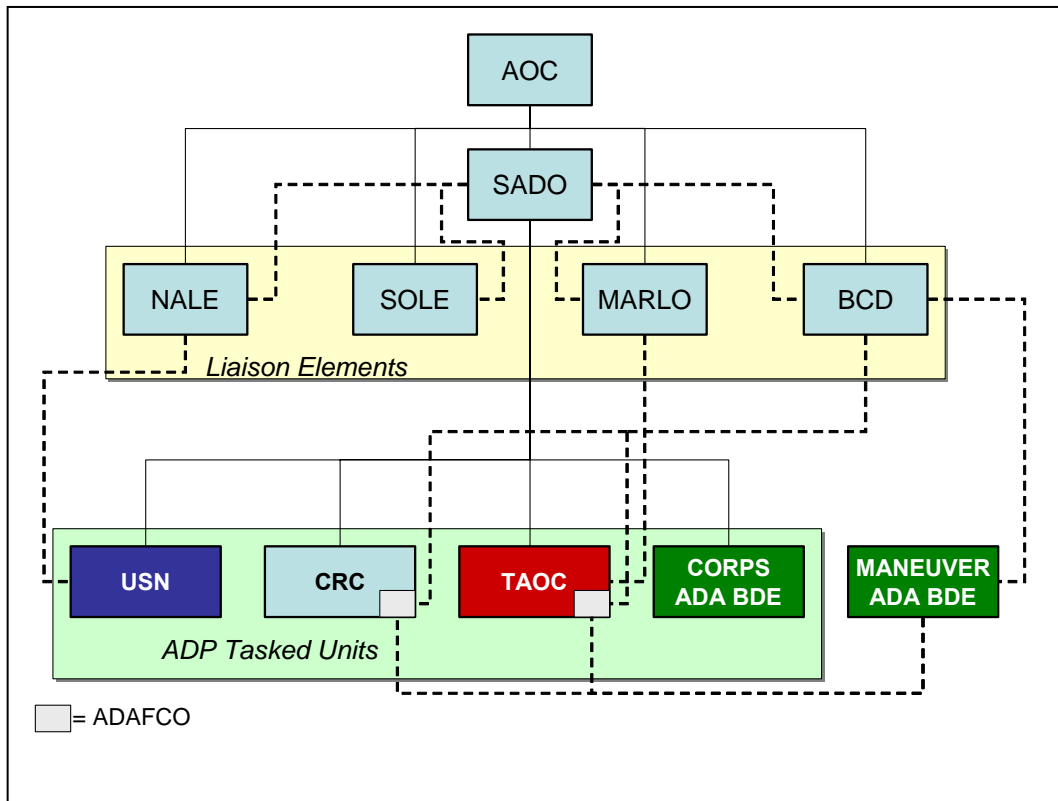 AOC
SADO
NALE
SOLE
MARLO
BCD
Liaison Elements
USN
CRC
TAOC
CORPS
ADA BDE
MANEUVER
ADA BDE
ADP Tasked Units
= ADAFCO